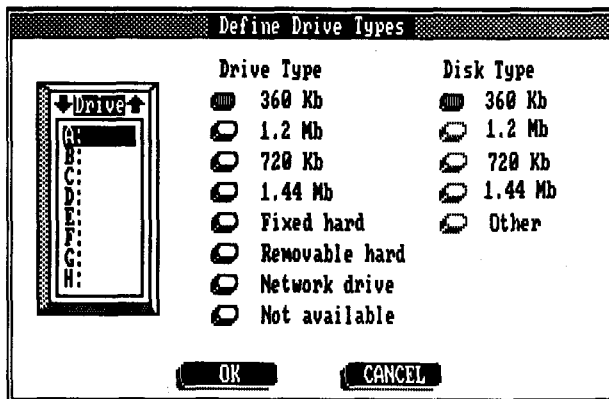 Define Drive Types
Drive Type
360 Kb
1.2 Mb
720 Kb
1.44 Mb
Fixed hard
Removable hard
Network drive
Not available
Disk Type
360 Kb
1.2 Mb
720 Kb
1.44 Mb
Other
Drive
A:
B:
C:
D:
E:
F:
G:
H:
OK
CANCEL